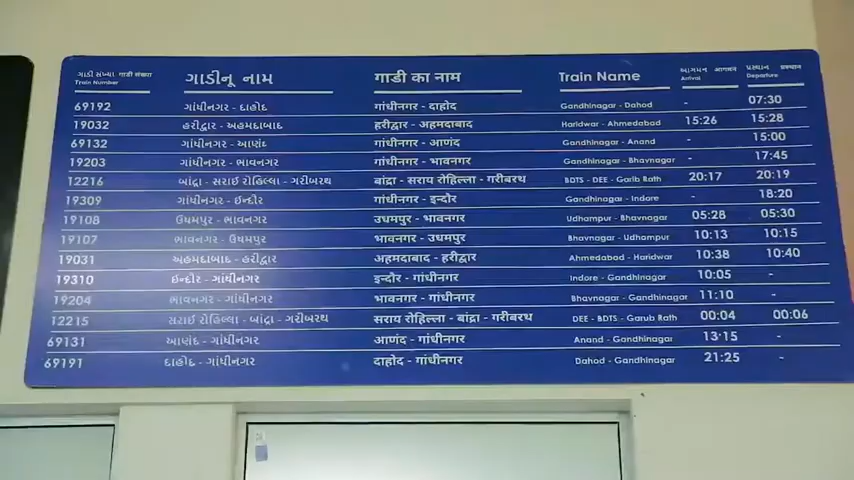 ગાડી સંખ્યા गाडी संख्या ગાડીનૂ નામ गाडी का नाम Train Name આગમન आगमन પ્રસ્થાન प्रस्थान
Train Number Arrival Departure
69192 ગાંધીનગર - દાહોદ गांधीनगर - दाहोद Gandhinagar - Dahod - 07:30
19032 હરીદ્વાર - અહમદાબાદ हरीद्वार - अहमदाबाद Haridwar - Ahmedabad 15:26 15:28
69132 ગાંધીનગર - આણંદ गांधीनगर - आणंद Gandhinagar - Anand - 15:00
19203 ગાંધીનગર - ભાવનગર गांधीनगर - भावनगर Gandhinagar - Bhavnagar - 17:45
12216 બાંદ્રા - સરાઈ રોહિલ્લા - ગરીબરથ बांद्रा - सराय रोहिल्ला - गरीबरथ BDTS - DEE - Garib Rath 20:17 20:19
19309 ગાંધીનગર - ઈન્દૌર गांधीनगर - इन्दौर Gandhinagar - Indore - 18:20
19108 ઉધમપુર - ભાવનગર उधमपुर - भावनगर Udhampur - Bhavnagar 05:28 05:30
19107 ભાવનગર - ઉધમપુર भावनगर - उधमपुर Bhavnagar - Udhampur 10:13 10:15
19031 અહમદાબાદ - હરીદ્વાર अहमदाबाद - हरीद्वार Ahmedabad - Haridwar 10:38 10:40
19310 ઇન્દૌર - ગાંધીનગર इन्दौर - गांधीनगर Indore - Gandhinagar 10:05 -
19204 ભાવનગર - ગાંધીનગર भावनगर - गांधीनगर Bhavnagar - Gandhinagar 11:10 -
12215 સરાઈ રોહિલ્લા - બાંદ્રા - ગરીબરથ सराय रोहिल्ला - बांद्रा - गरीबरथ DEE - BDTS - Garub Rath 00:04 00:06
69131 આણંદ - ગાંધીનગર आणंद - गांधीनगर Anand - Gandhinagar 13:15 -
69191 દાહોદ - ગાંધીનગર दाहोद - गांधीनगर Dahod - Gandhinagar 21:25 -